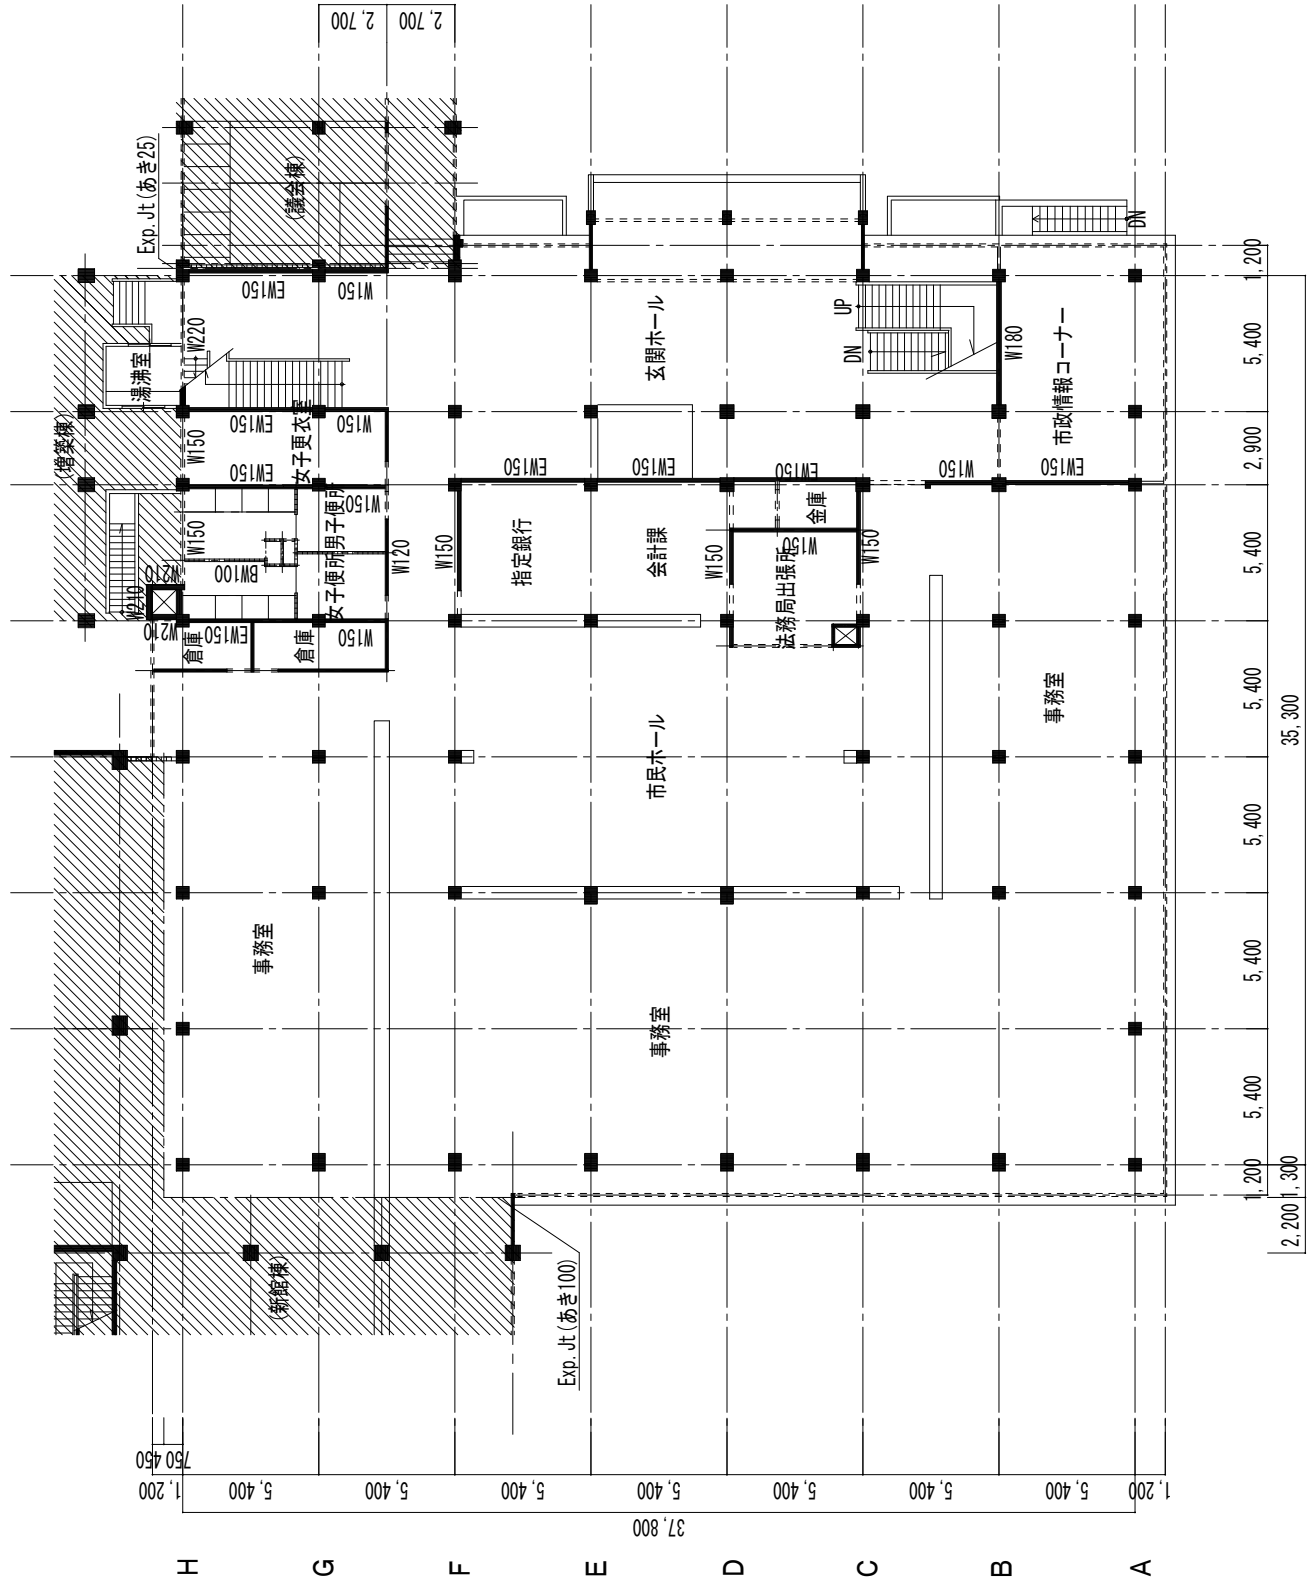 2,700
2,700
Exp. Jt(あき25)
(議会棟)
(増築棟)
湯沸室
W220
EW150
W150
玄関ホール
UP
DN
DN
W180
市政情報コーナー
1,200
5,400
2,900
5,400
5,400
5,400
5,400
5,400
1,200
1,300
2,200
35,300
W150
EW150
W150
女子更衣室
EW150
W150
EW150
EW150
EW150
W150
EW150
W150
男子便所
女子便所
BW100
W120
W210
W210
W210
EW150
W150
倉庫
倉庫
W150
指定銀行
会計課
W150
金庫
W150
W150
法務局出張所
市民ホール
事務室
事務室
事務室
(新館棟)
Exp. Jt(あき100)
750
450
1,200
5,400
5,400
5,400
5,400
5,400
5,400
5,400
1,200
37,800
H
G
F
E
D
C
B
A